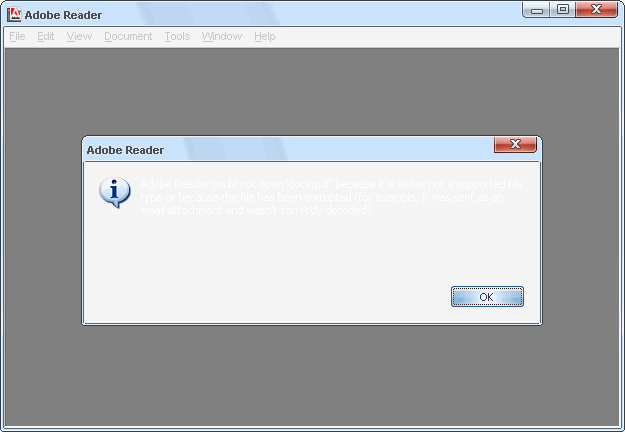 Adobe Reader
File Edit View Document Tools Window Help
Adobe Reader
Adobe Reader could not open 'docs.pdf' because it is either not a supported file
type or because the file has been corrupted (for example, it was sent as an
email attachment and wasn't correctly decoded).
OK